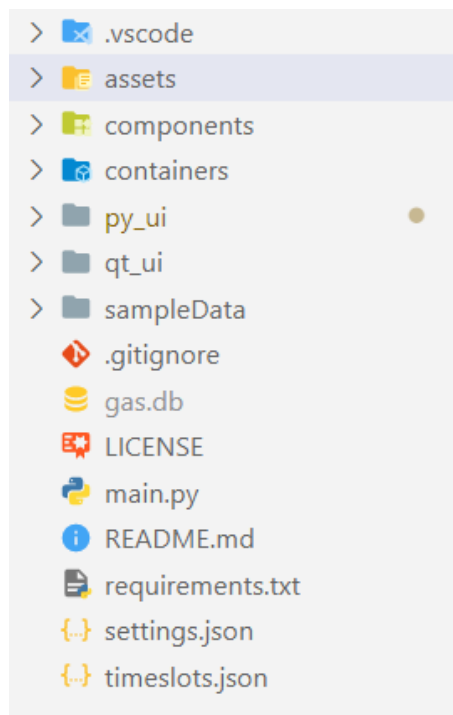 .vscode
assets
components
containers
py_ui
qt_ui
sampleData
.gitignore
gas.db
LICENSE
main.py
README.md
requirements.txt
settings.json
timeslots.json